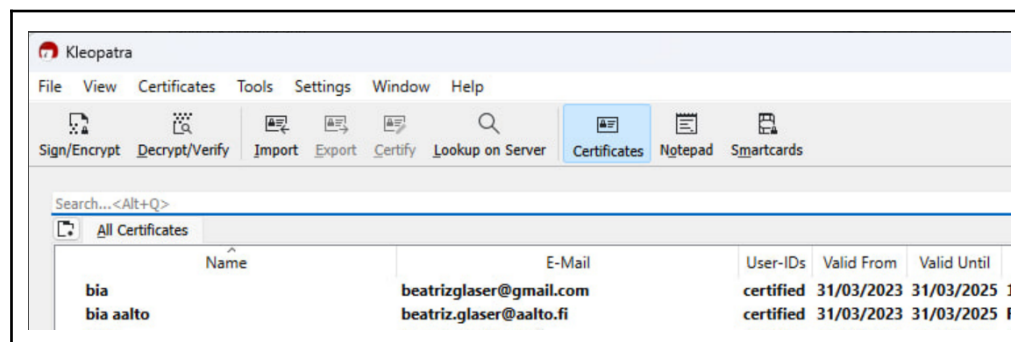 Kleopatra
File View Certificates Tools Settings Window Help
Sign/Encrypt Decrypt/Verify Import Export Certify Lookup on Server Certificates Notepad Smartcards
Search...<Alt+Q>
All Certificates
Name E-Mail User-IDs Valid From Valid Until
bia beatrizglaser@gmail.com certified 31/03/2023 31/03/2025
bia aalto beatriz.glaser@aalto.fi certified 31/03/2023 31/03/2025